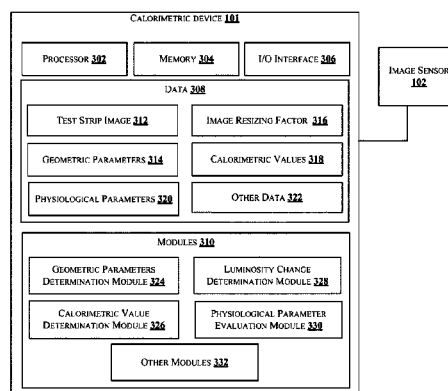 CALORIMETRIC DEVICE 101
PROCESSOR 302
MEMORY 304
I/O INTERFACE 306
IMAGE SENSOR
102
DATA 308
TEST STRIP IMAGE 312
IMAGE RESIZING FACTOR 316
GEOMETRIC PARAMETERS 314
CALORIMETRIC VALUES 318
PHYSIOLOGICAL PARAMETERS 320
OTHER DATA 322
MODULES 310
GEOMETRIC PARAMETERS
DETERMINATION MODULE 324
LUMINOSITY CHANGE
DETERMINATION MODULE 328
CALORIMETRIC VALUE
DETERMINATION MODULE 326
PHYSIOLOGICAL PARAMETER
EVALUATION MODULE 330
OTHER MODULES 332